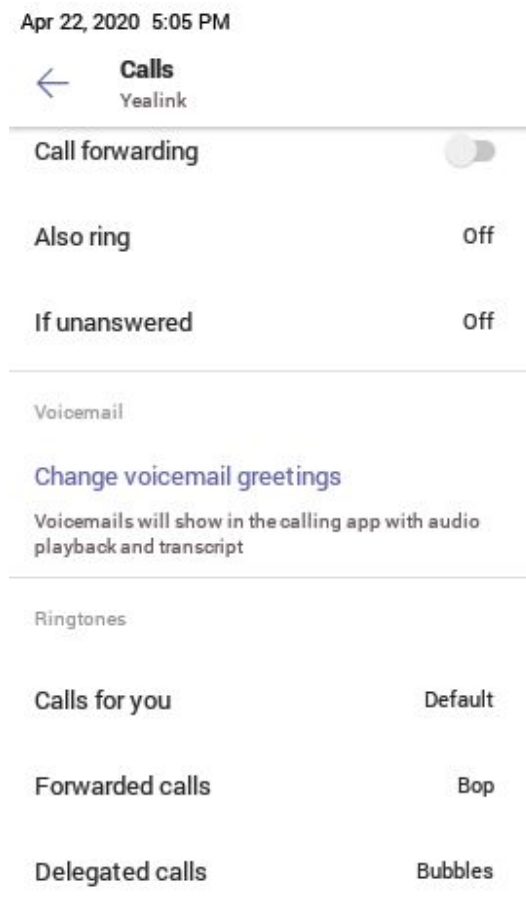 Apr 22, 2020 5:05 PM
Calls
Yealink
Call forwarding
Also ring Off
If unanswered Off
Voicemail
Change voicemail greetings
Voicemails will show in the calling app with audio
playback and transcript
Ringtones
Calls for you Default
Forwarded calls Bop
Delegated calls Bubbles